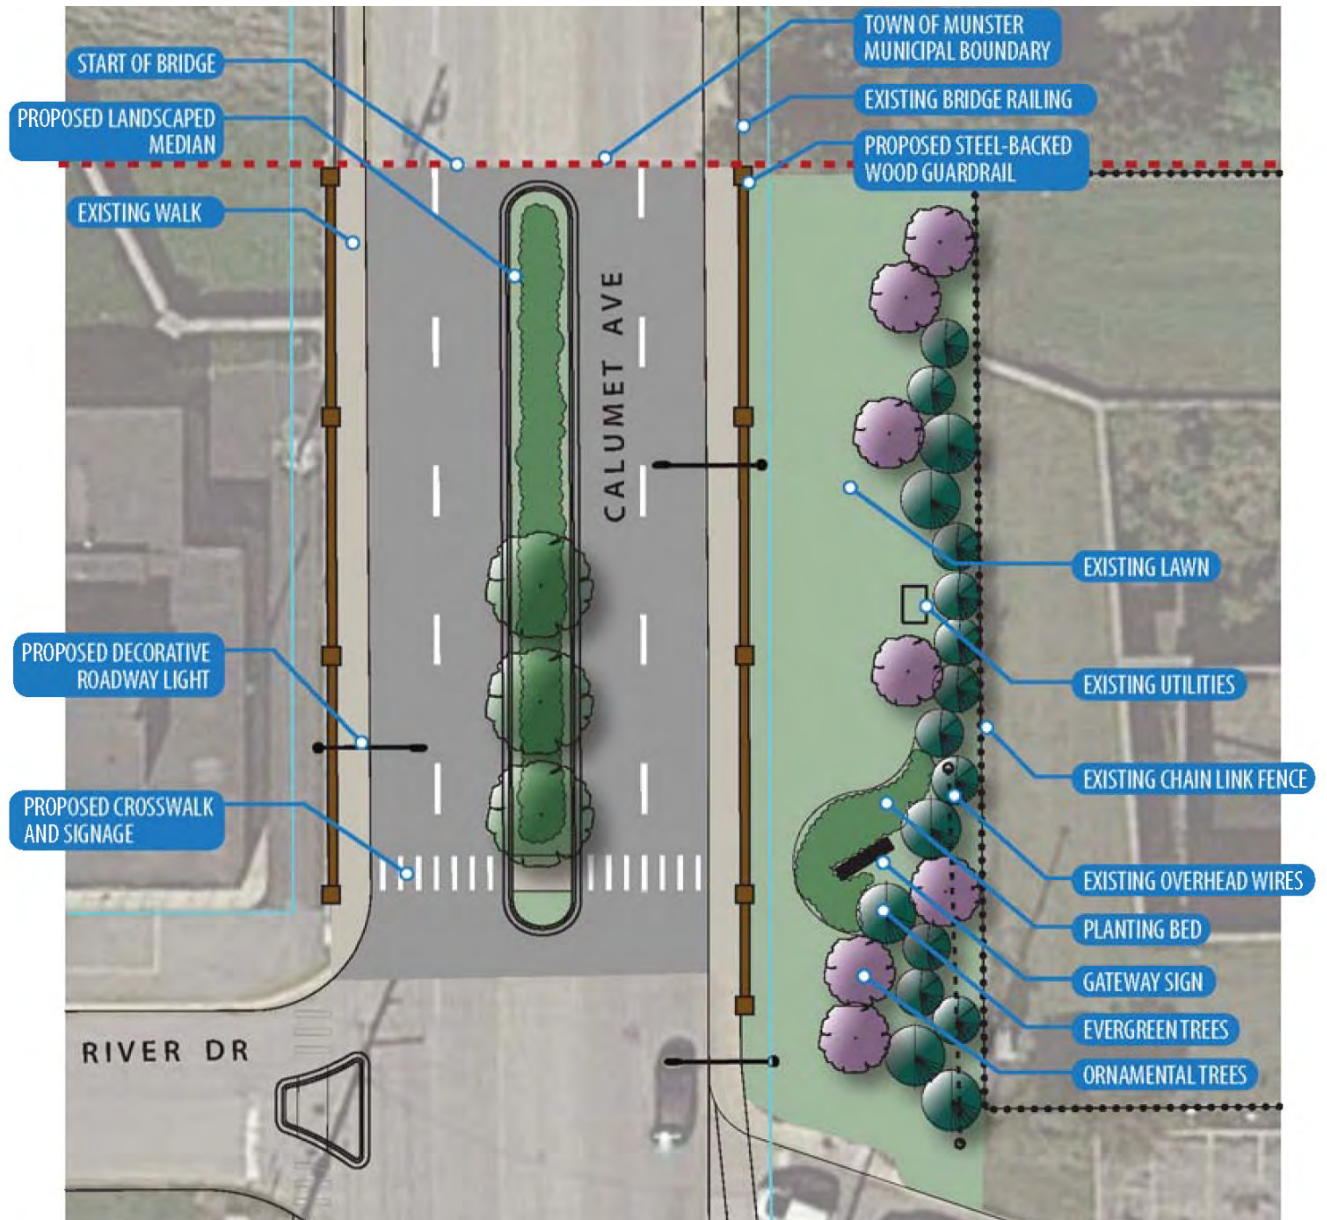 TOWN OF MUNSTER
MUNICIPAL BOUNDARY
START OF BRIDGE
EXISTING BRIDGE RAILING
PROPOSED LANDSCAPED
MEDIAN
PROPOSED STEEL-BACKED
WOOD GUARDRAIL
EXISTING WALK
CALUMET AVE
EXISTING LAWN
PROPOSED DECORATIVE
ROADWAY LIGHT
EXISTING UTILITIES
EXISTING CHAIN LINK FENCE
PROPOSED CROSSWALK
AND SIGNAGE
EXISTING OVERHEAD WIRES
PLANTING BED
GATEWAY SIGN
EVERGREEN TREES
RIVER DR
ORNAMENTAL TREES